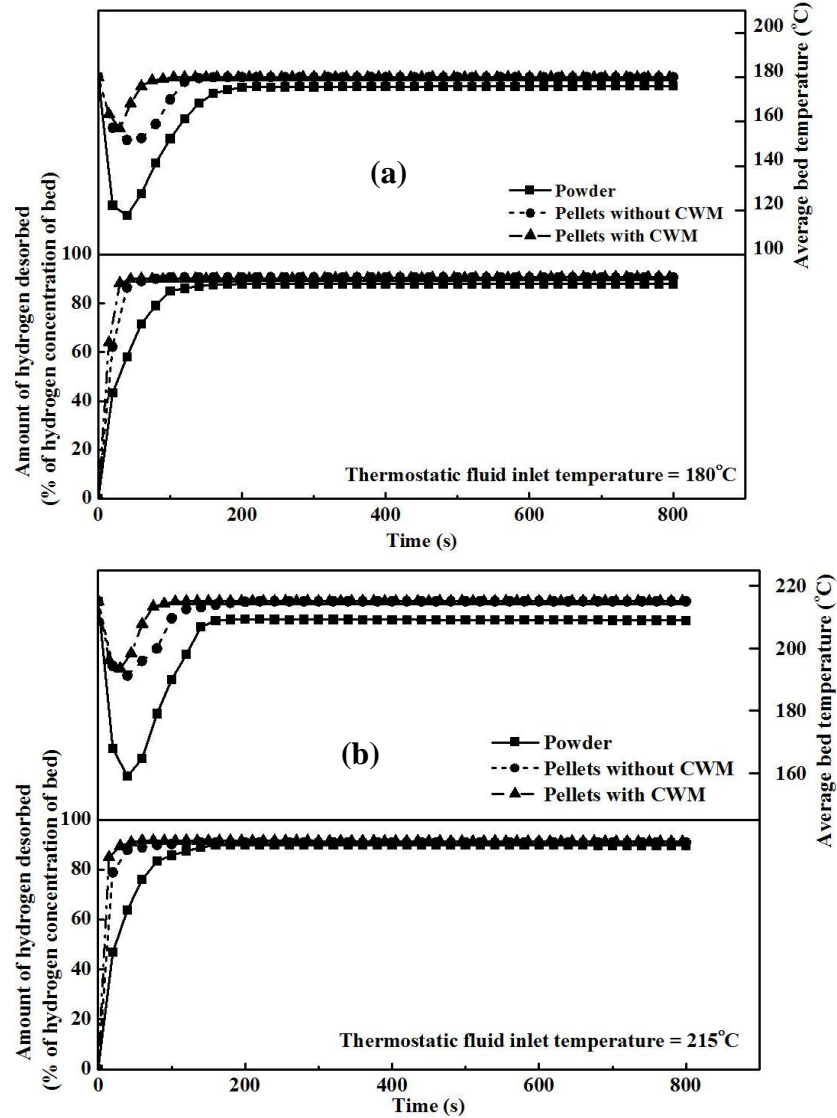 200
180
160
140
120
100
Average bed temperature (°C)
(a)
Powder
Pellets without CWM
Pellets with CWM
100
80
60
40
20
0
Amount of hydrogen desorbed
(% of hydrogen concentration of bed)
Thermostatic fluid inlet temperature = 180°C
0 200 400 600 800
Time (s)
220
200
180
160
Average bed temperature (°C)
(b)
Powder
Pellets without CWM
Pellets with CWM
100
80
60
40
20
0
Amount of hydrogen desorbed
(% of hydrogen concentration of bed)
Thermostatic fluid inlet temperature = 215°C
0 200 400 600 800
Time (s)